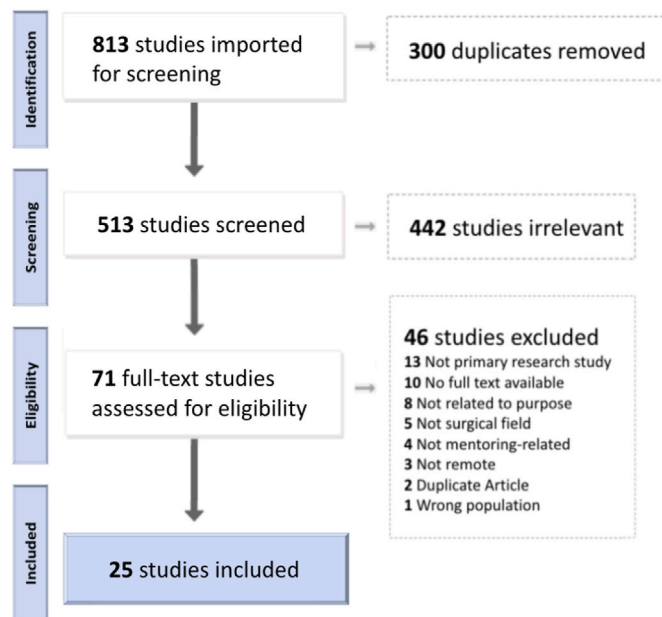 Identification
813 studies imported
for screening
300 duplicates removed
Screening
513 studies screened
442 studies irrelevant
Eligibility
71 full-text studies
assessed for eligibility
46 studies excluded
13 Not primary research study
10 No full text available
8 Not related to purpose
5 Not surgical field
4 Not mentoring-related
3 Not remote
2 Duplicate Article
1 Wrong population
Included
25 studies included